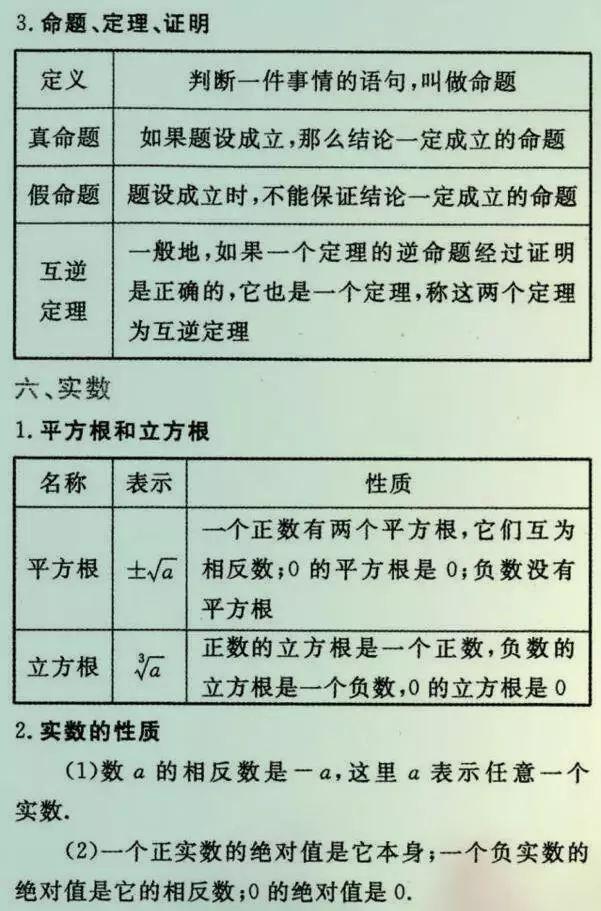 3.命题、定理、证明
定义 判断一件事情的语句,叫做命题
真命题 如果题设成立,那么结论一定成立的命题
假命题 题设成立时,不能保证结论一定成立的命题
互逆
定理
一般地,如果一个定理的逆命题经过证明
是正确的,它也是一个定理,称这两个定理
为互逆定理
六、实数
1.平方根和立方根
名称 表示 性质
平方根 ±√a
一个正数有两个平方根,它们互为
相反数;0 的平方根是 0;负数没有
平方根
立方根 ∛a
正数的立方根是一个正数,负数的
立方根是一个负数,0 的立方根是 0
2.实数的性质
(1)数 a 的相反数是-a,这里 a 表示任意一个
实数.
(2)一个正实数的绝对值是它本身;一个负实数的
绝对值是它的相反数;0 的绝对值是 0.